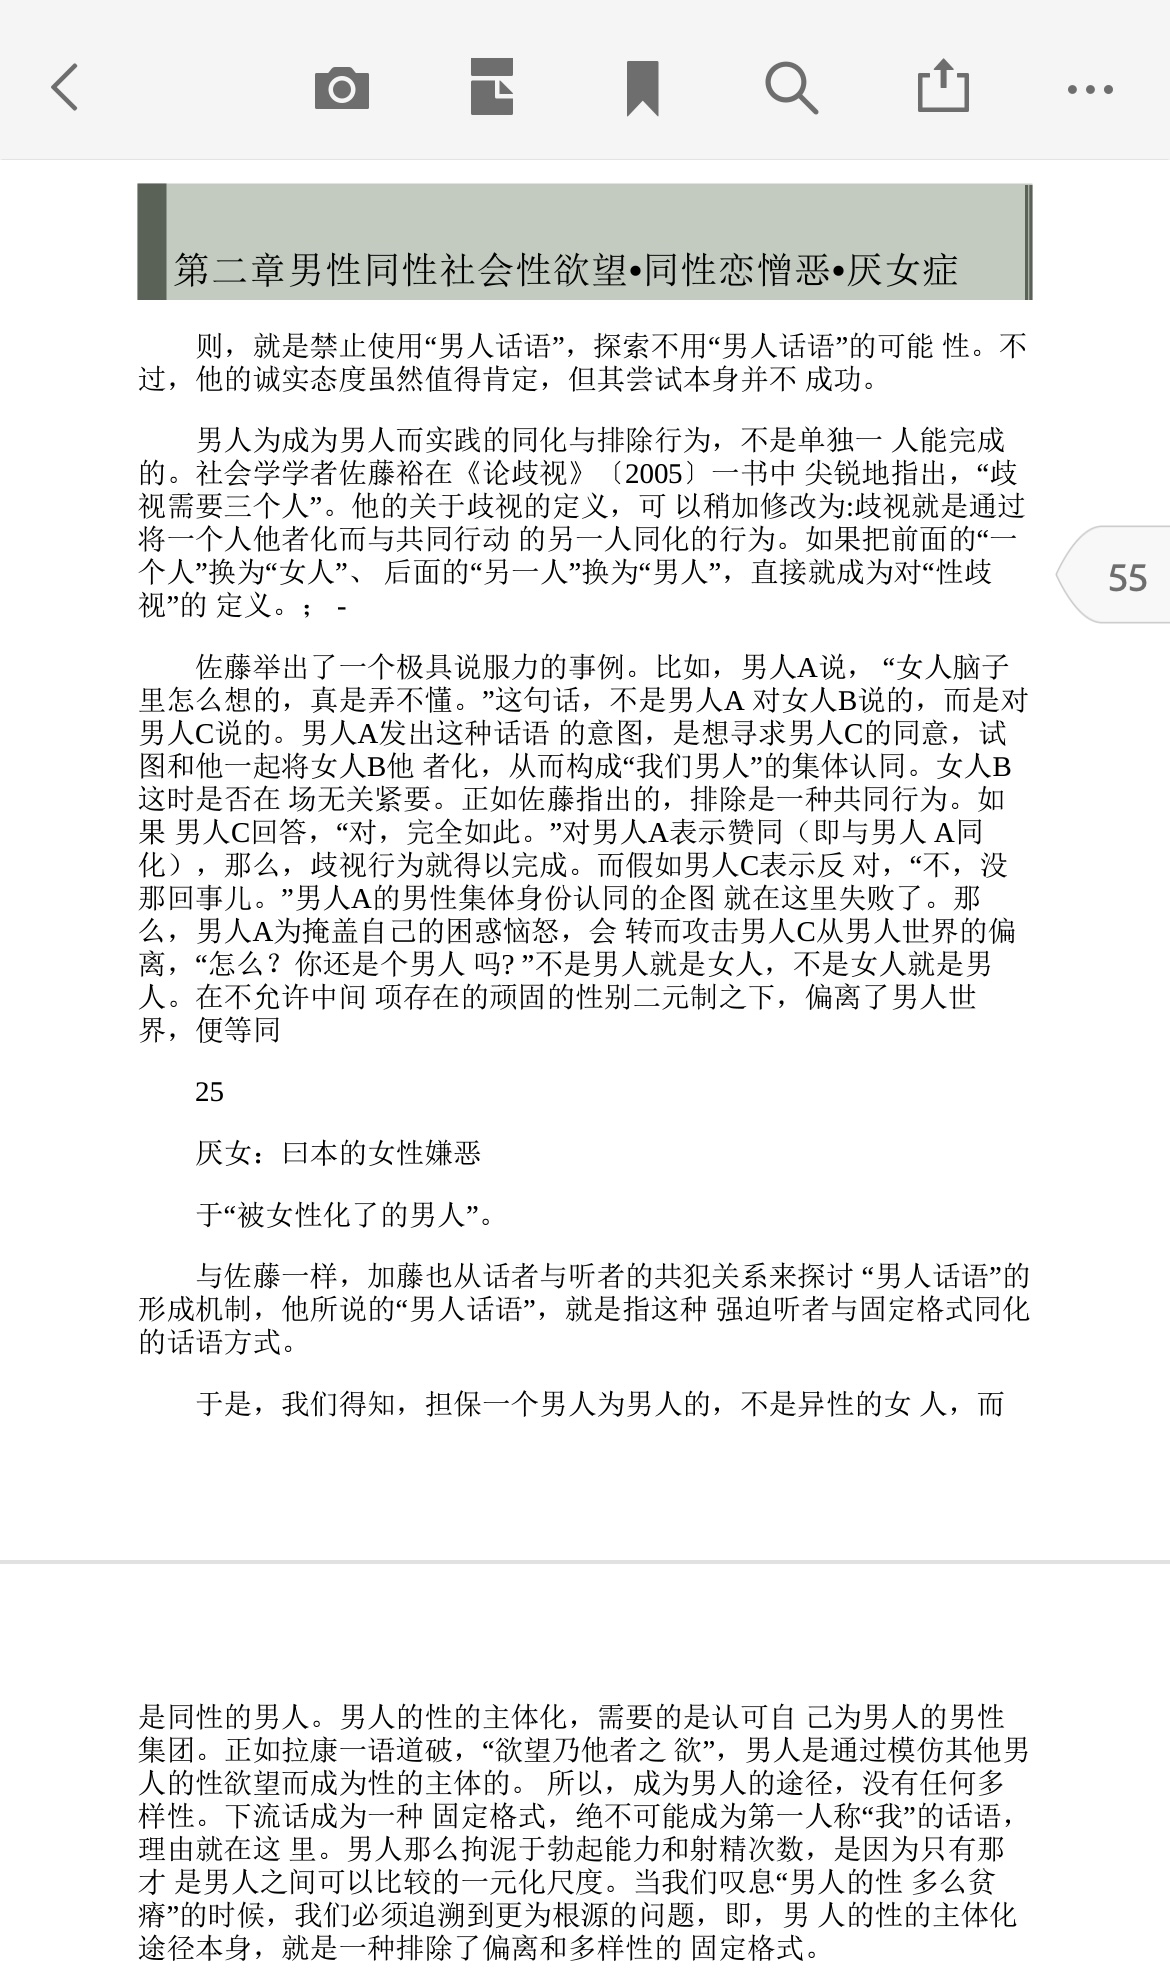 第二章男性同性社会性欲望•同性恋憎恶•厌女症
则，就是禁止使用“男人话语”，探索不用“男人话语”的可能 性。不
过，他的诚实态度虽然值得肯定，但其尝试本身并不 成功。
男人为成为男人而实践的同化与排除行为，不是单独一 人能完成
的。社会学学者佐藤裕在《论歧视》〔2005〕一书中 尖锐地指出，“歧
视需要三个人”。他的关于歧视的定义，可 以稍加修改为:歧视就是通过
将一个人他者化而与共同行动 的另一人同化的行为。如果把前面的“一
个人”换为“女人”、 后面的“另一人”换为“男人”，直接就成为对“性歧
视”的 定义。； -
55
佐藤举出了一个极具说服力的事例。比如，男人A说， “女人脑子
里怎么想的，真是弄不懂。”这句话，不是男人A 对女人B说的，而是对
男人C说的。男人A发出这种话语 的意图，是想寻求男人C的同意，试
图和他一起将女人B他 者化，从而构成“我们男人”的集体认同。女人B
这时是否在 场无关紧要。正如佐藤指出的，排除是一种共同行为。如
果 男人C回答，“对，完全如此。”对男人A表示赞同（即与男人 A同
化），那么，歧视行为就得以完成。而假如男人C表示反 对，“不，没
那回事儿。”男人A的男性集体身份认同的企图 就在这里失败了。那
么，男人A为掩盖自己的困惑恼怒，会 转而攻击男人C从男人世界的偏
离，“怎么？你还是个男人 吗? ”不是男人就是女人，不是女人就是男
人。在不允许中间 项存在的顽固的性别二元制之下，偏离了男人世
界，便等同
25
厌女：曰本的女性嫌恶
于“被女性化了的男人”。
与佐藤一样，加藤也从话者与听者的共犯关系来探讨 “男人话语”的
形成机制，他所说的“男人话语”，就是指这种 强迫听者与固定格式同化
的话语方式。
于是，我们得知，担保一个男人为男人的，不是异性的女 人，而
是同性的男人。男人的性的主体化，需要的是认可自 己为男人的男性
集团。正如拉康一语道破，“欲望乃他者之 欲”，男人是通过模仿其他男
人的性欲望而成为性的主体的。 所以，成为男人的途径，没有任何多
样性。下流话成为一种 固定格式，绝不可能成为第一人称“我”的话语，
理由就在这 里。男人那么拘泥于勃起能力和射精次数，是因为只有那
才 是男人之间可以比较的一元化尺度。当我们叹息“男人的性 多么贫
瘠”的时候，我们必须追溯到更为根源的问题，即，男 人的性的主体化
途径本身，就是一种排除了偏离和多样性的 固定格式。